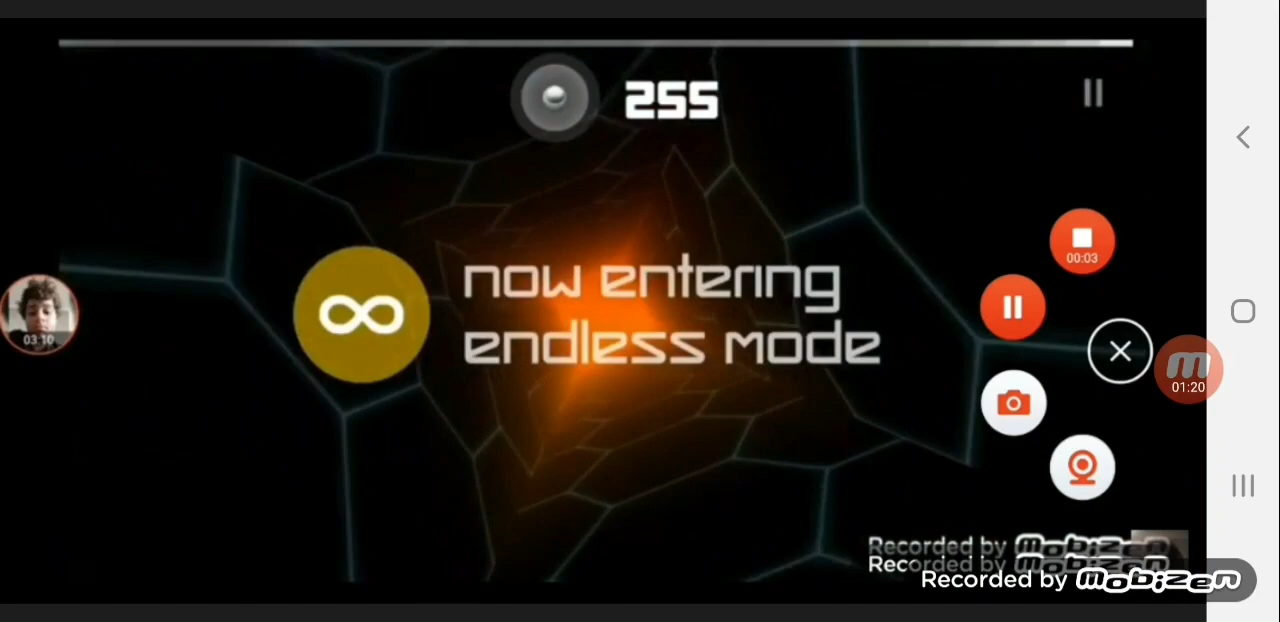 255
now entering
endless mode
00:03
03:10
01:20
Recorded by mobizen
Recorded by mobizen
Recorded by mobizen